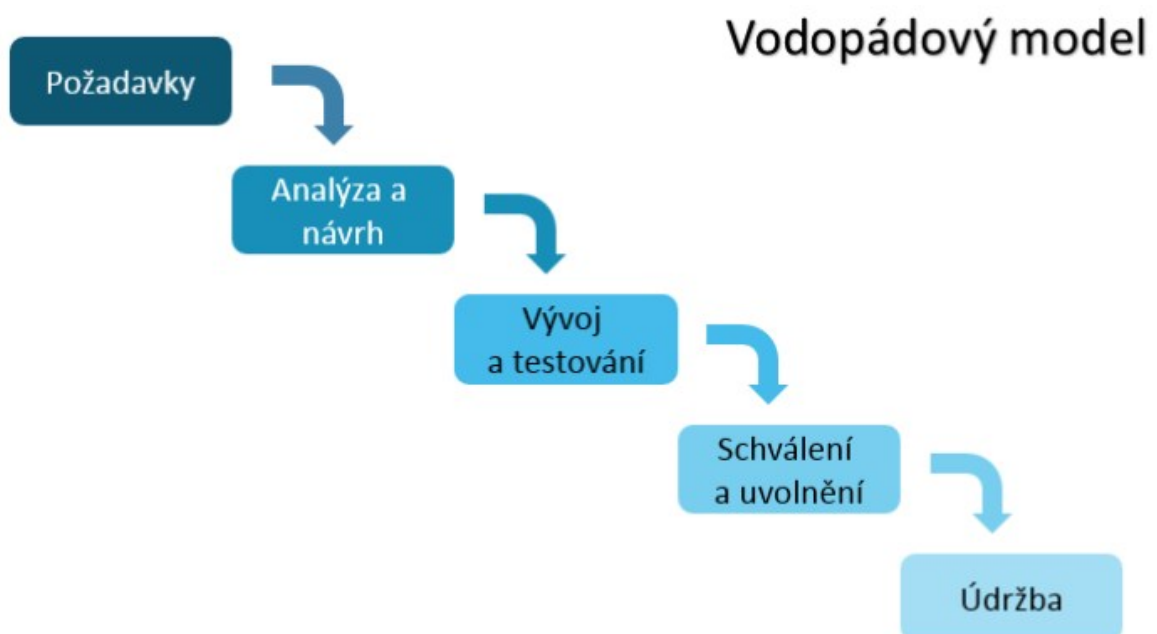 Vodopádový model
Požadavky
Analýza a
návrh
Vývoj
a testování
Schválení
a uvolnění
Údržba